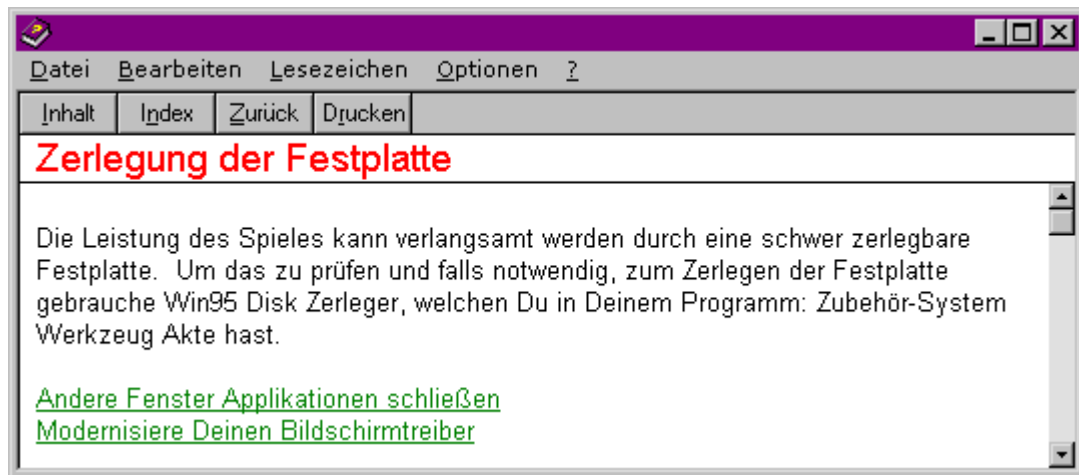 Datei Bearbeiten Lesezeichen Optionen ?
Inhalt Index Zurück Drucken
Zerlegung der Festplatte
Die Leistung des Spieles kann verlangsamt werden durch eine schwer zerlegbare
Festplatte. Um das zu prüfen und falls notwendig, zum Zerlegen der Festplatte
gebrauche Win95 Disk Zerleger, welchen Du in Deinem Programm: Zubehör-System
Werkzeug Akte hast.
Andere Fenster Applikationen schließen
Modernisiere Deinen Bildschirmtreiber